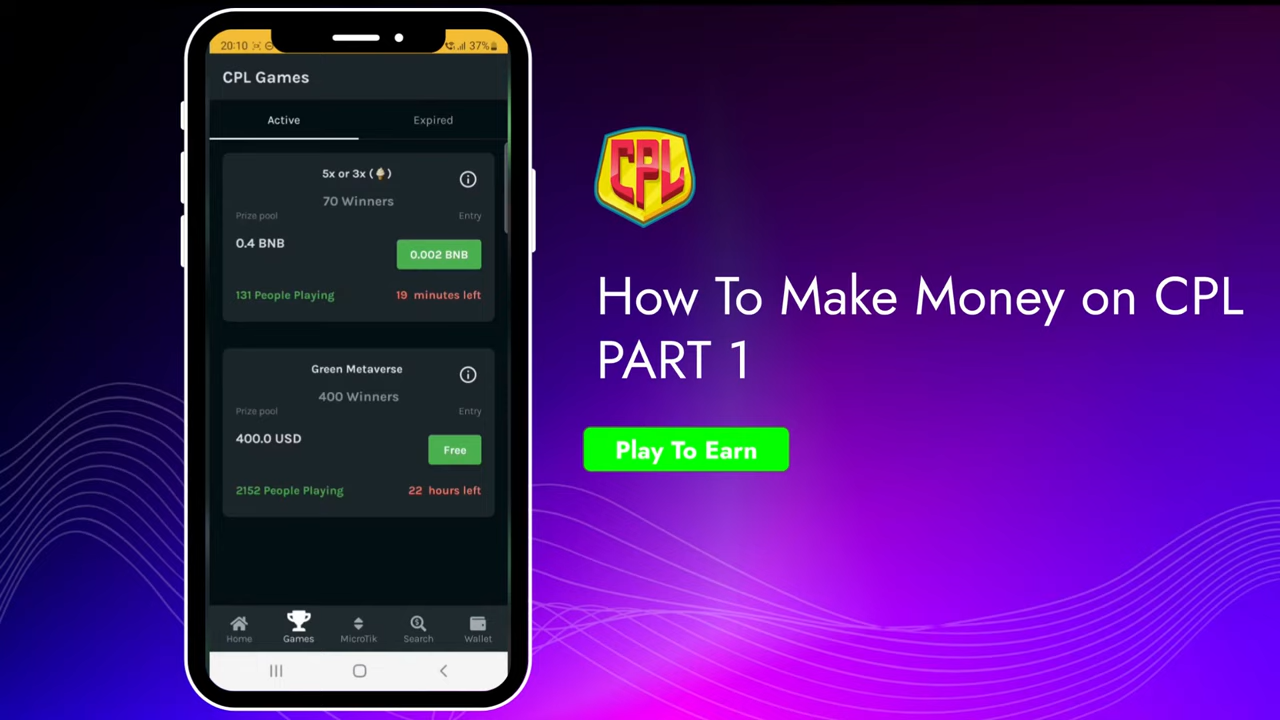 20:10
37%
CPL Games
Active
Expired
5x or 3x (🍦)
70 Winners
Prize pool
Entry
0.4 BNB
0.002 BNB
131 People Playing
19 minutes left
Green Metaverse
400 Winners
Prize pool
Entry
400.0 USD
Free
2152 People Playing
22 hours left
Home
Games
MicroTik
Search
Wallet
CPL
How To Make Money on CPL
PART 1
Play To Earn